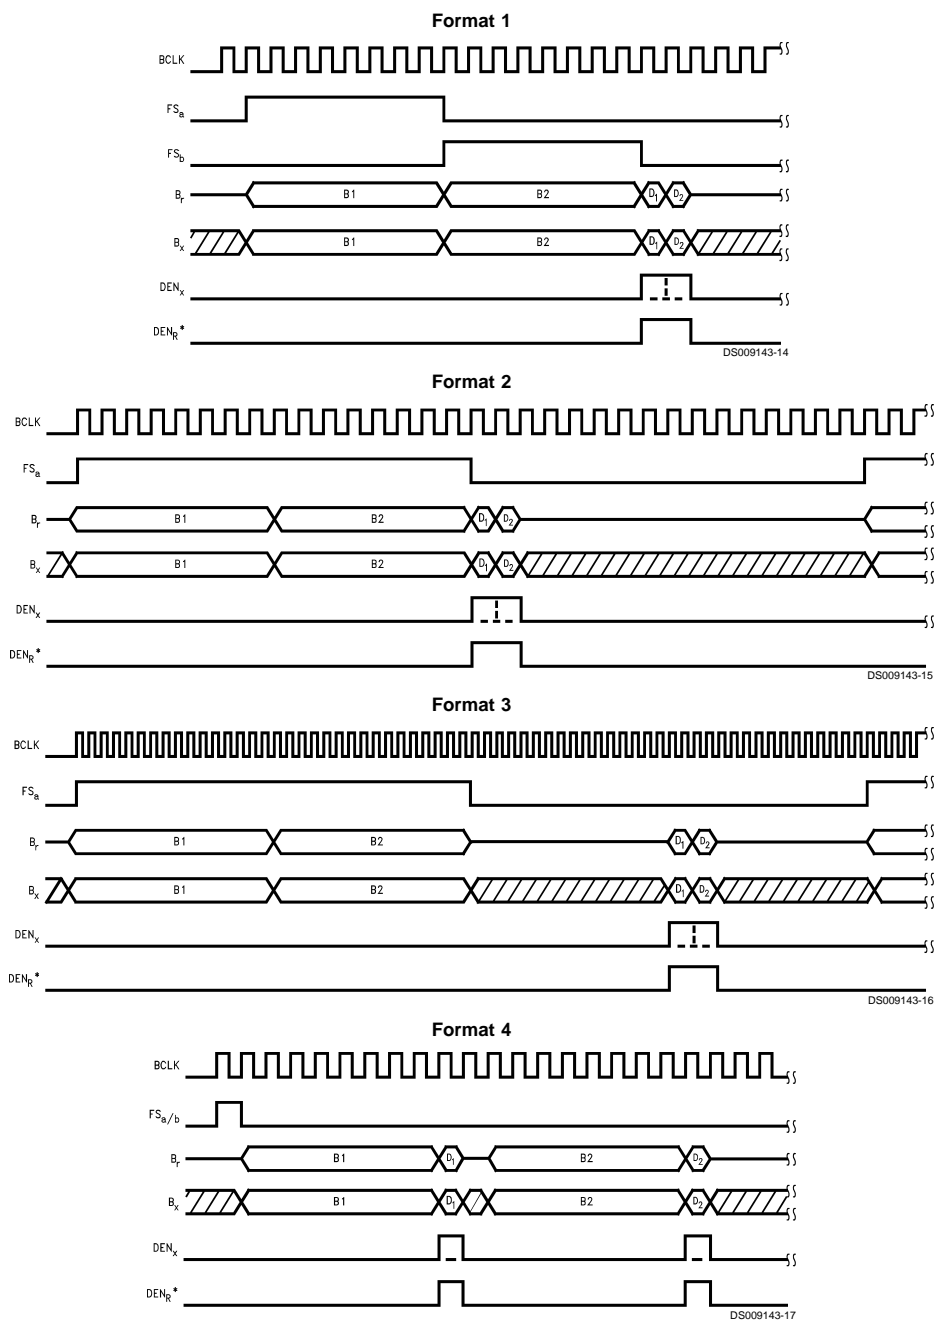 Format 1
BCLK
FSa
FSb
Br B1 B2 D1 D2
Bx B1 B2 D1 D2
DENx
DENR*
DS009143-14
Format 2
BCLK
FSa
Br B1 B2 D1 D2
Bx B1 B2 D1 D2
DENx
DENR*
DS009143-15
Format 3
BCLK
FSa
Br B1 B2 D1 D2
Bx B1 B2 D1 D2
DENx
DENR*
DS009143-16
Format 4
BCLK
FSa/b
Br B1 D1 B2 D2
Bx B1 D1 B2 D2
DENx
DENR*
DS009143-17